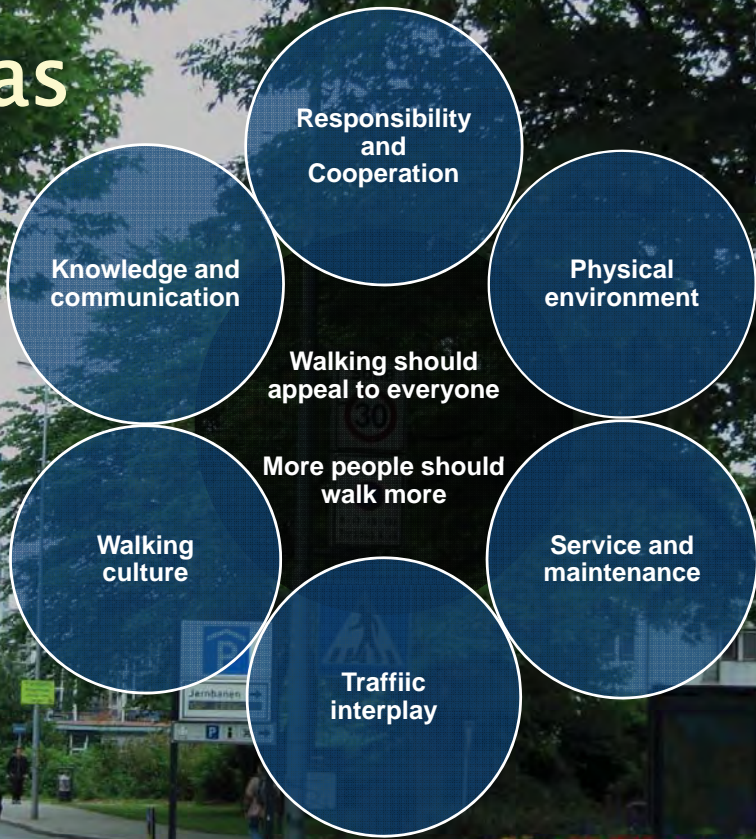 as
Responsibility
and
Cooperation
Knowledge and
communication
Physical
environment
Walking should
appeal to everyone
30
More people should
walk more
Walking
culture
Service and
maintenance
P
Jernbanen
P
Traffiic
interplay